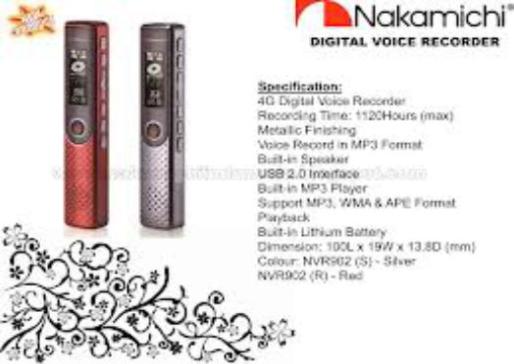 Nakamichi®
DIGITAL VOICE RECORDER
Specification:
4G Digital Voice Recorder
Recording Time: 1120Hours (max)
Metallic Finishing
Voice Record in MP3 Format
Built-in Speaker
USB 2.0 Interface
Built-in MP3 Player
Support MP3, WMA & APE Format
Playback
Built-in Lithium Battery
Dimension: 100L x 19W x 13.8D (mm)
Colour: NVR902 (S) - Silver
NVR902 (R) - Red